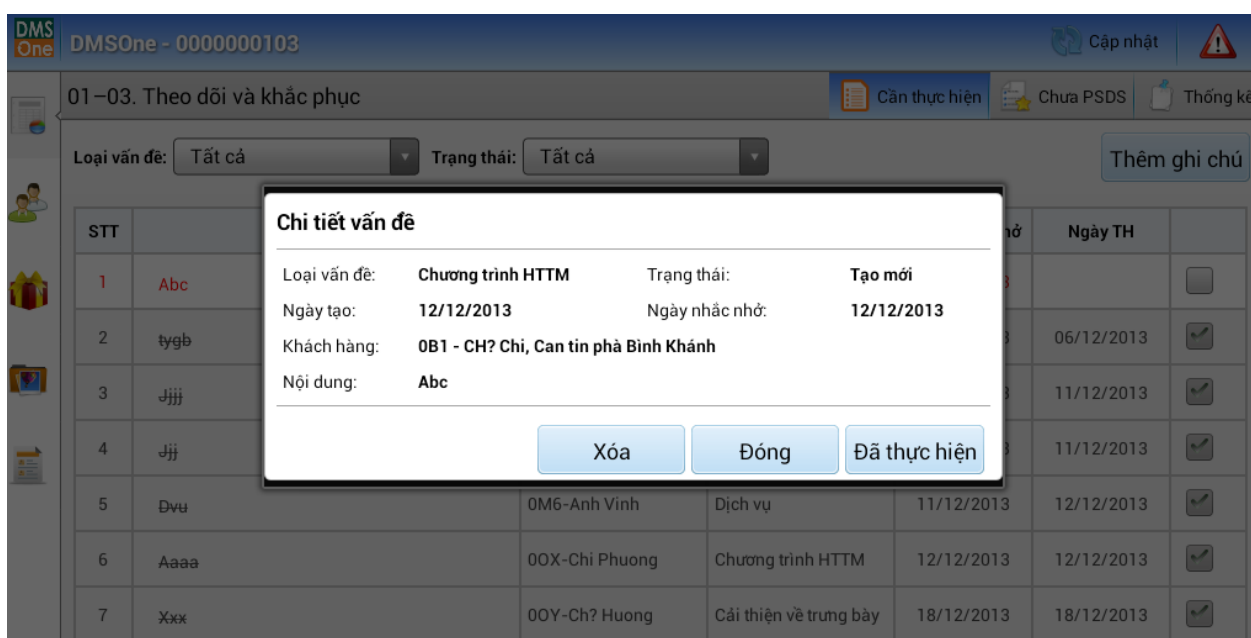 DMS
One
DMSOne - 0000000103
Cập nhật
01-03. Theo dõi và khắc phục
Cần thực hiện
Chưa PSDS
Thống kê
Loại vấn đề:
Tất cả
Trạng thái:
Tất cả
Thêm ghi chú
STT
Ngày TH
Chi tiết vấn đề
Loại vấn đề: Chương trình HTTM Trạng thái: Tạo mới
Ngày tạo: 12/12/2013 Ngày nhắc nhở: 12/12/2013
Khách hàng: 0B1 - CH? Chi, Can tin phà Bình Khánh
Nội dung: Abc
Xóa
Đóng
Đã thực hiện
1 Abc
2 tygb 06/12/2013
3 Jjjj 11/12/2013
4 Jjj 11/12/2013
5 Dvu 0M6-Anh Vinh Dịch vụ 11/12/2013 12/12/2013
6 Aaaa 0OX-Chi Phuong Chương trình HTTM 12/12/2013 12/12/2013
7 Xxx 0OY-Ch? Huong Cải thiện về trưng bày 18/12/2013 18/12/2013